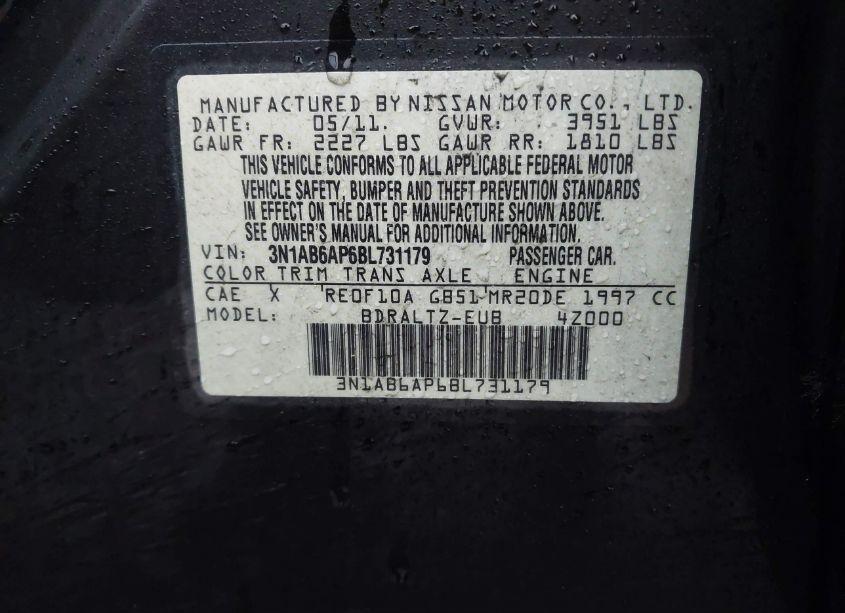 MANUFACTURED BY NISSAN MOTOR CO., LTD.
DATE: 05/11. GVWR: 3951 LBS
GAWR FR: 2227 LBS GAWR RR: 1810 LBS
THIS VEHICLE CONFORMS TO ALL APPLICABLE FEDERAL MOTOR
VEHICLE SAFETY, BUMPER AND THEFT PREVENTION STANDARDS
IN EFFECT ON THE DATE OF MANUFACTURE SHOWN ABOVE.
SEE OWNER'S MANUAL FOR ADDITIONAL INFORMATION.
VIN: 3N1AB6AP6BL731179 PASSENGER CAR.
COLOR TRIM TRANS AXLE ENGINE
CAE X RE0F10A GB51 MR20DE 1997 CC
MODEL: BDRALTZ-EUB 4Z000
3N1AB6AP6BL731179